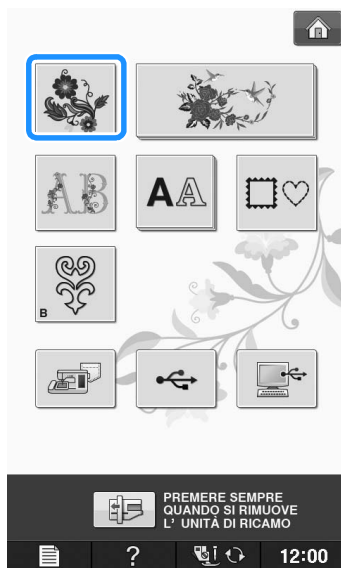 AB
AA
B
PREMERE SEMPRE
QUANDO SI RIMUOVE
L' UNITÀ DI RICAMO
?
12:00